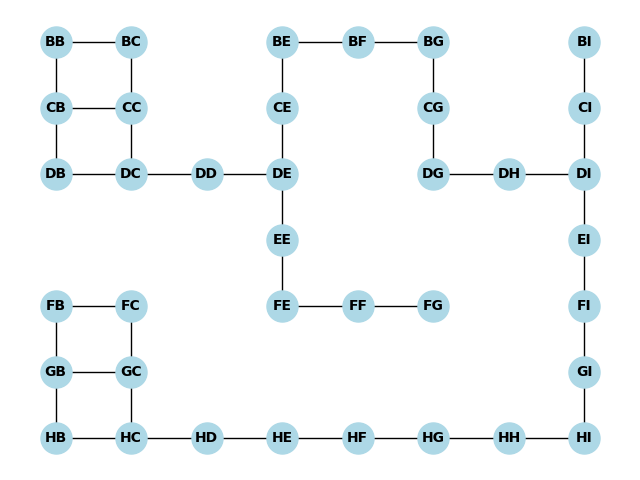 BB BC BE BF BG BI
CB CC CE CG CI
DB DC DD DE DG DH DI
EE EI
FB FC FE FF FG FI
GB GC GI
HB HC HD HE HF HG HH HI